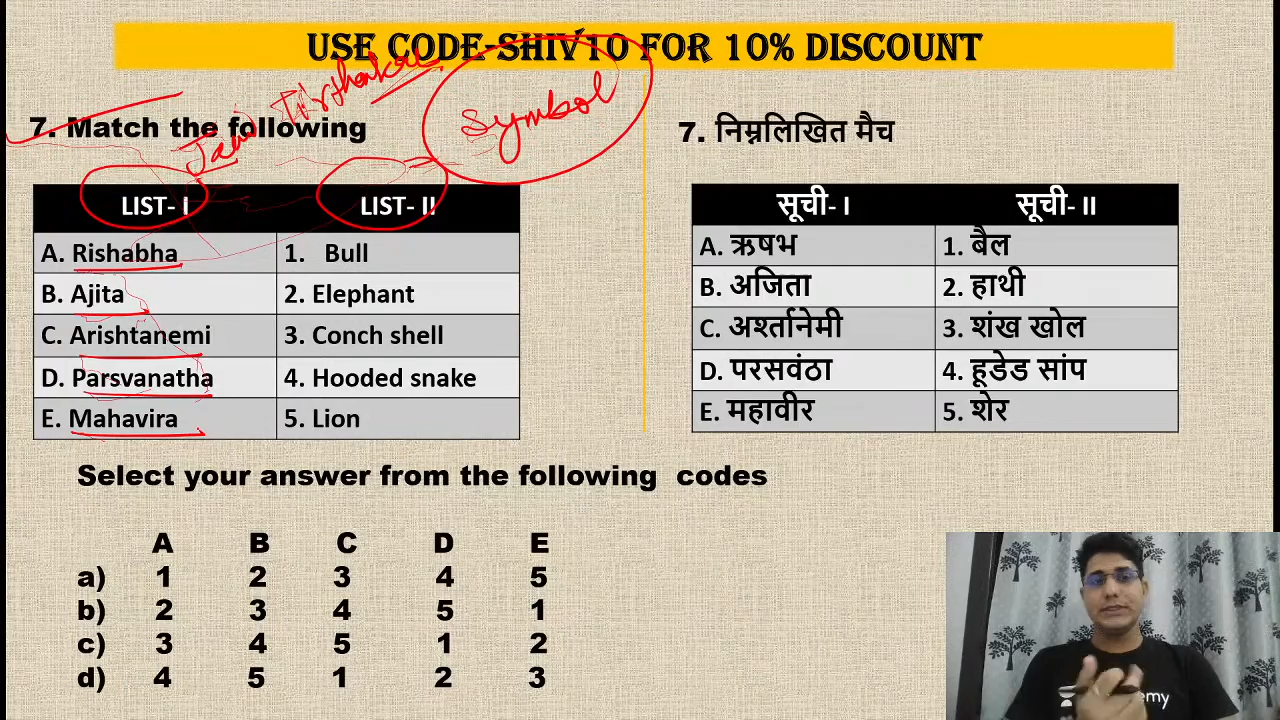 USE CODE-SHIV10 FOR 10% DISCOUNT
Jain Tirthankre
Symbol
7. Match the following
LIST- I LIST- II
A. Rishabha 1. Bull
B. Ajita 2. Elephant
C. Arishtanemi 3. Conch shell
D. Parsvanatha 4. Hooded snake
E. Mahavira 5. Lion
7. निम्नलिखित मैच
सूची- I सूची- II
A. ऋषभ 1. बैल
B. अजिता 2. हाथी
C. अर्श्तानेमी 3. शंख खोल
D. परसवंठा 4. हूडेड सांप
E. महावीर 5. शेर
Select your answer from the following codes
A B C D E
a) 1 2 3 4 5
b) 2 3 4 5 1
c) 3 4 5 1 2
d) 4 5 1 2 3